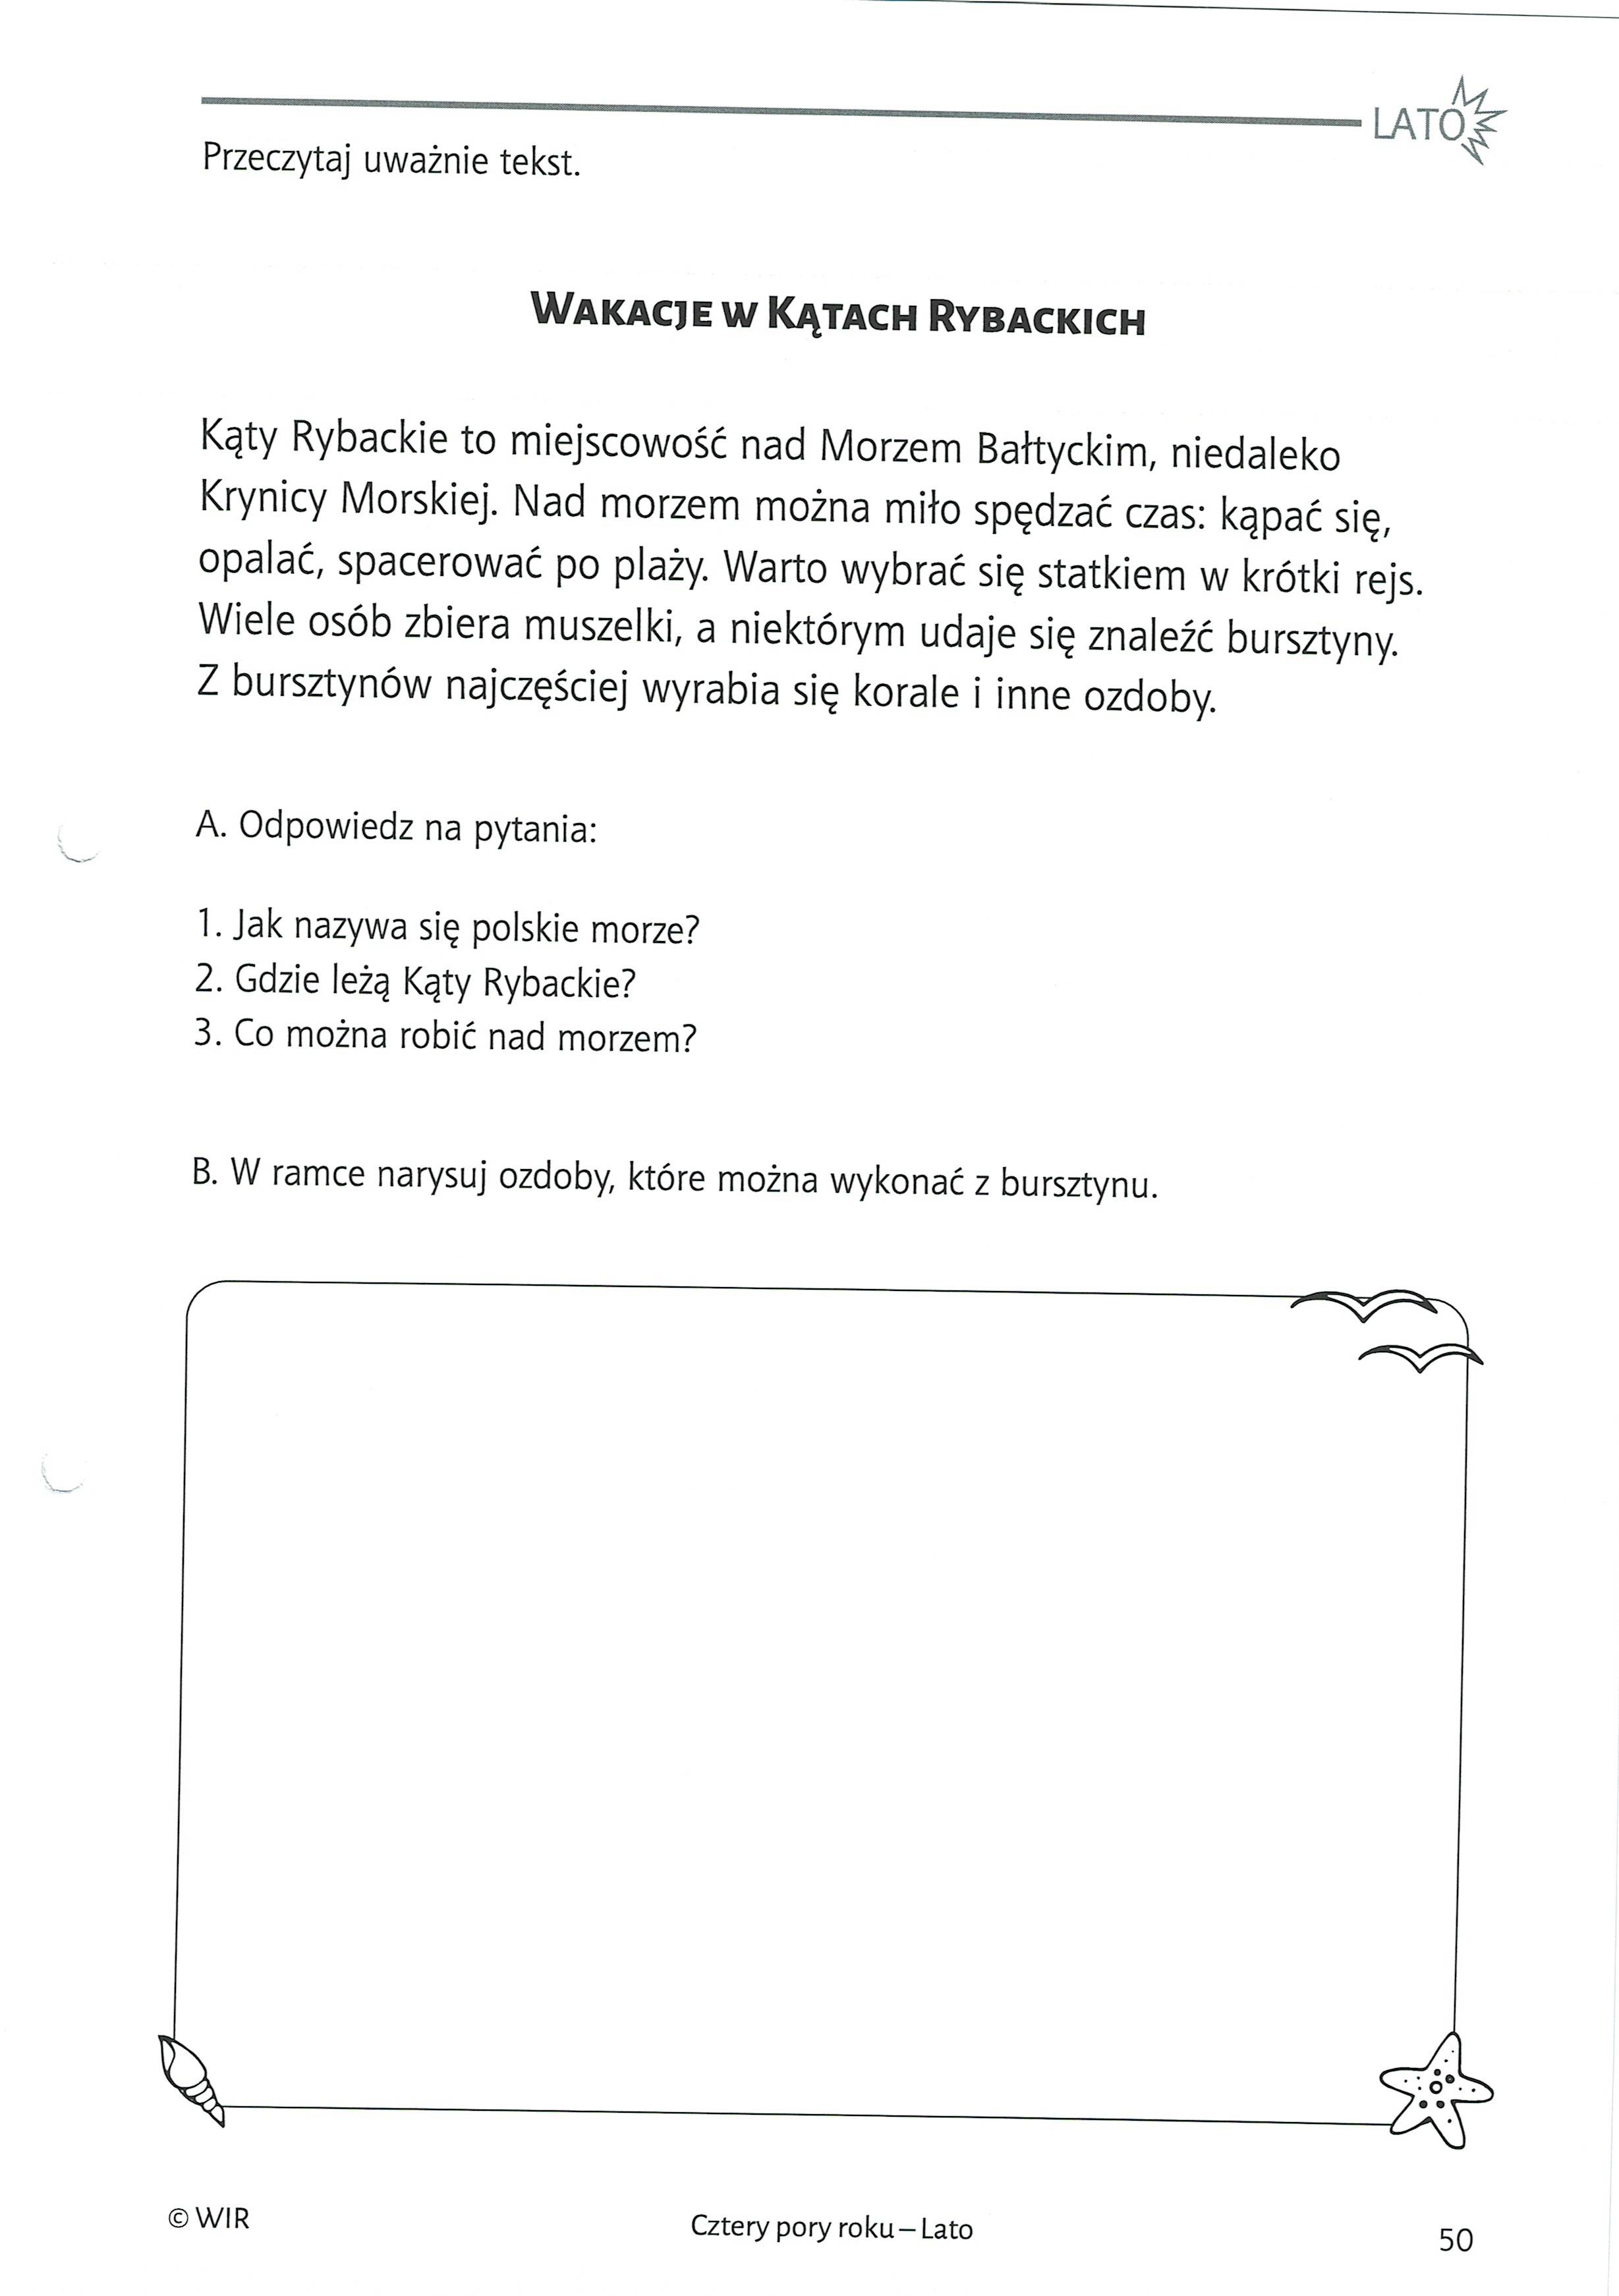 LATO
Przeczytaj uważnie tekst.
Wakacje w Kątach Rybackich
Kąty Rybackie to miejscowość nad Morzem Bałtyckim, niedaleko
Krynicy Morskiej. Nad morzem można miło spędzać czas: kąpać się,
opalać, spacerować po plaży. Warto wybrać się statkiem w krótki rejs.
Wiele osób zbiera muszelki, a niektórym udaje się znaleźć bursztyny.
Z bursztynów najczęściej wyrabia się korale i inne ozdoby.
A. Odpowiedz na pytania:
1. Jak nazywa się polskie morze?
2. Gdzie leżą Kąty Rybackie?
3. Co można robić nad morzem?
B. W ramce narysuj ozdoby, które można wykonać z bursztynu.
© WIR
Cztery pory roku – Lato
50